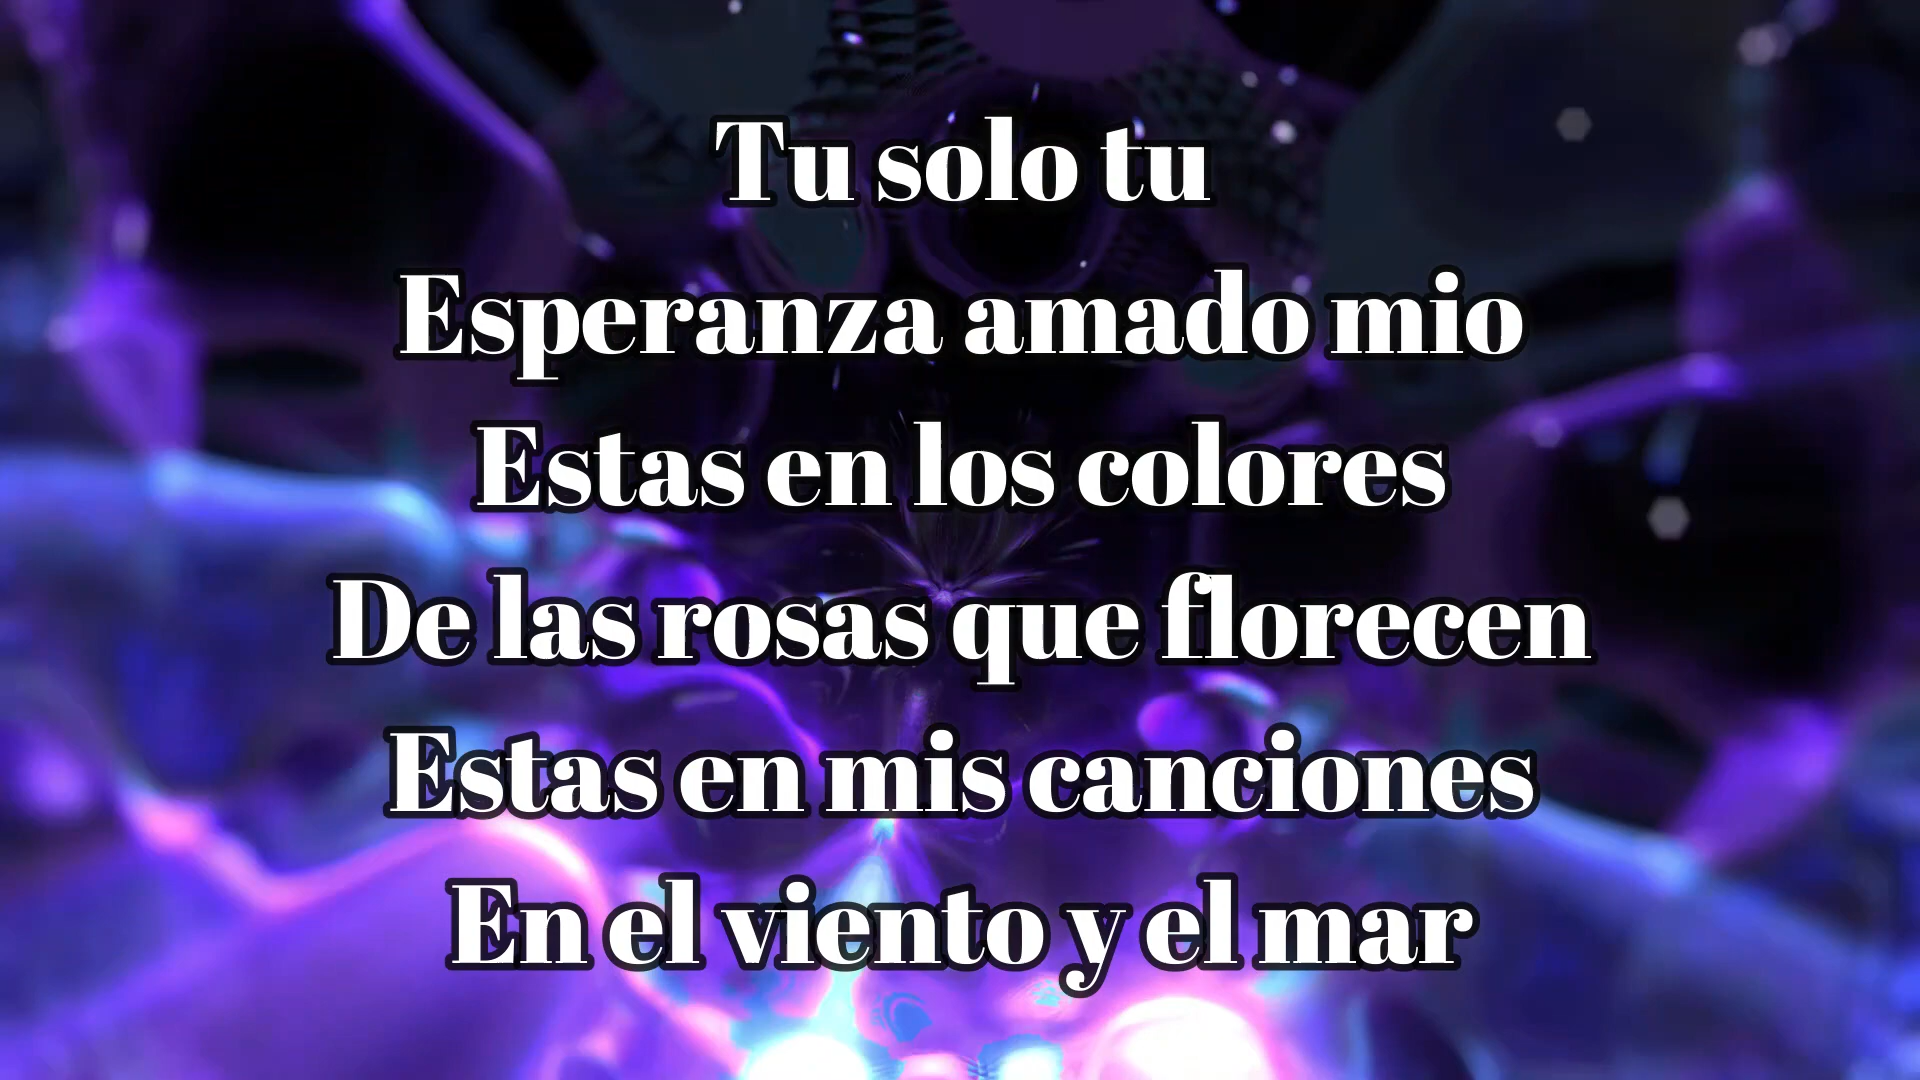 Tu solo tu
Esperanza amado mio
Estas en los colores
De las rosas que florecen
Estas en mis canciones
En el viento y el mar